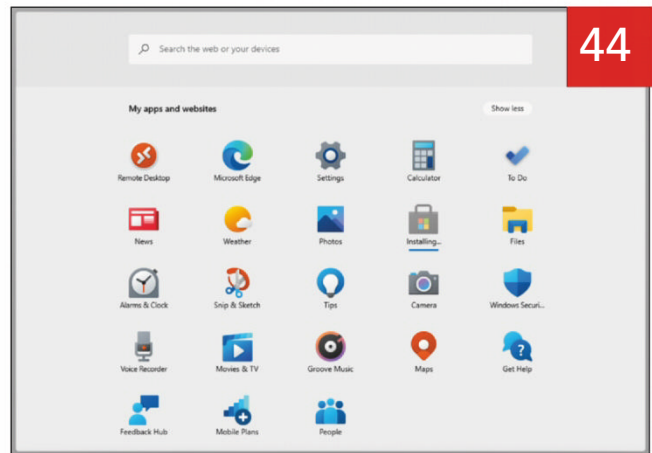 44
Search the web or your devices
My apps and websites
Show less
Remote Desktop
Microsoft Edge
Settings
Calculator
To Do
News
Weather
Photos
Installing...
Files
Alarms & Clock
Snip & Sketch
Tips
Camera
Windows Securi...
Voice Recorder
Movies & TV
Groove Music
Maps
Get Help
Feedback Hub
Mobile Plans
People